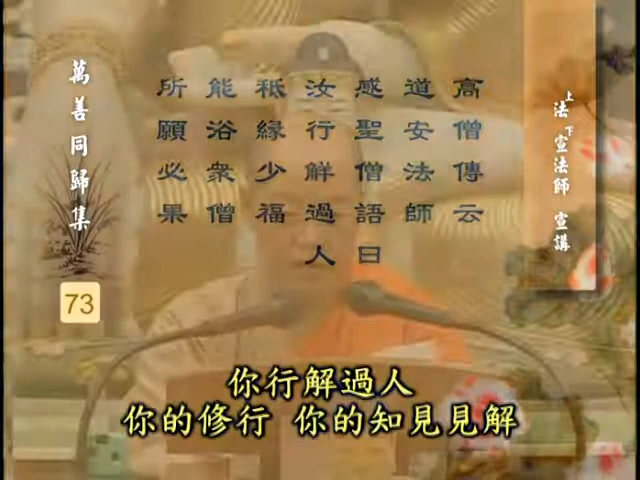 上法下宣法師 宣講
高僧傳云
道安法師
感聖僧語曰
汝行解過人
秖緣少福
能浴眾僧
所願必果
萬善同歸集
73
你行解過人
你的修行 你的知見見解